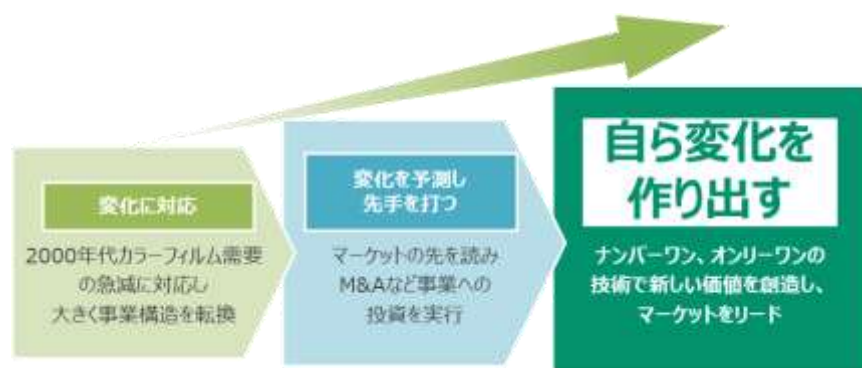 変化に対応
2000年代カラーフィルム需要
の急減に対応し
大きく事業構造を転換
変化を予測し
先手を打つ
マーケットの先を読み
M&Aなど事業への
投資を実行
自ら変化を
作り出す
ナンバーワン、オンリーワンの
技術で新しい価値を創造し、
マーケットをリード